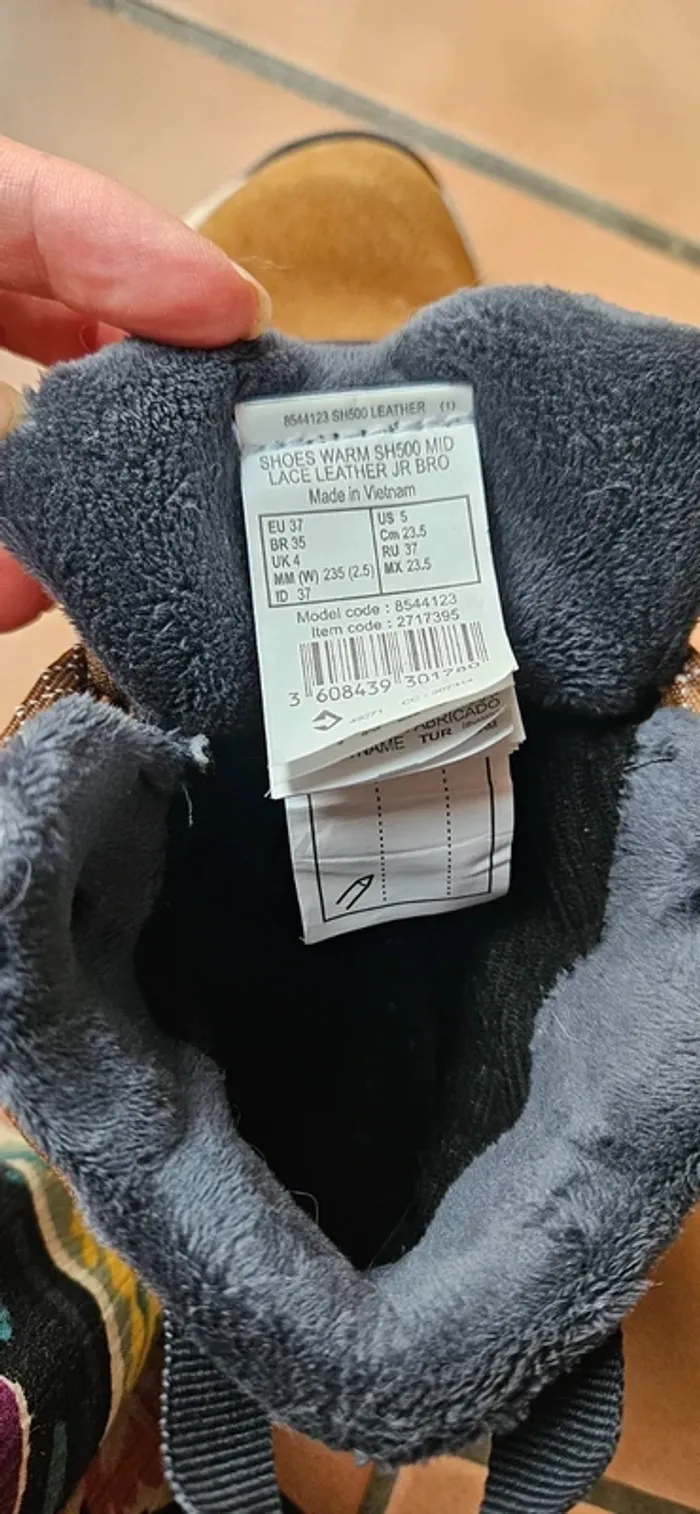 8544123 SH500 LEATHER (1)
SHOES WARM SH500 MID
LACE LEATHER JR BRO
Made in Vietnam
EU 37
BR 35
UK 4
MM (W) 235 (2.5)
ID 37
US 5
Cm 23.5
RU 37
MX 23.5
Model code : 8544123
Item code : 2717395
3 608439 301780
FABRICADO
TUR